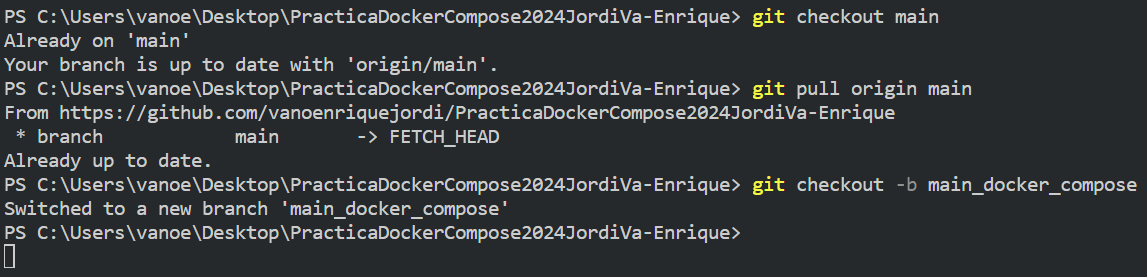 PS C:\Users\vanoe\Desktop\PracticaDockerCompose2024JordiVa-Enrique> git checkout main
Already on 'main'
Your branch is up to date with 'origin/main'.
PS C:\Users\vanoe\Desktop\PracticaDockerCompose2024JordiVa-Enrique> git pull origin main
From https://github.com/vanoenriquejordi/PracticaDockerCompose2024JordiVa-Enrique
 * branch            main       -> FETCH_HEAD
Already up to date.
PS C:\Users\vanoe\Desktop\PracticaDockerCompose2024JordiVa-Enrique> git checkout -b main_docker_compose
Switched to a new branch 'main_docker_compose'
PS C:\Users\vanoe\Desktop\PracticaDockerCompose2024JordiVa-Enrique>